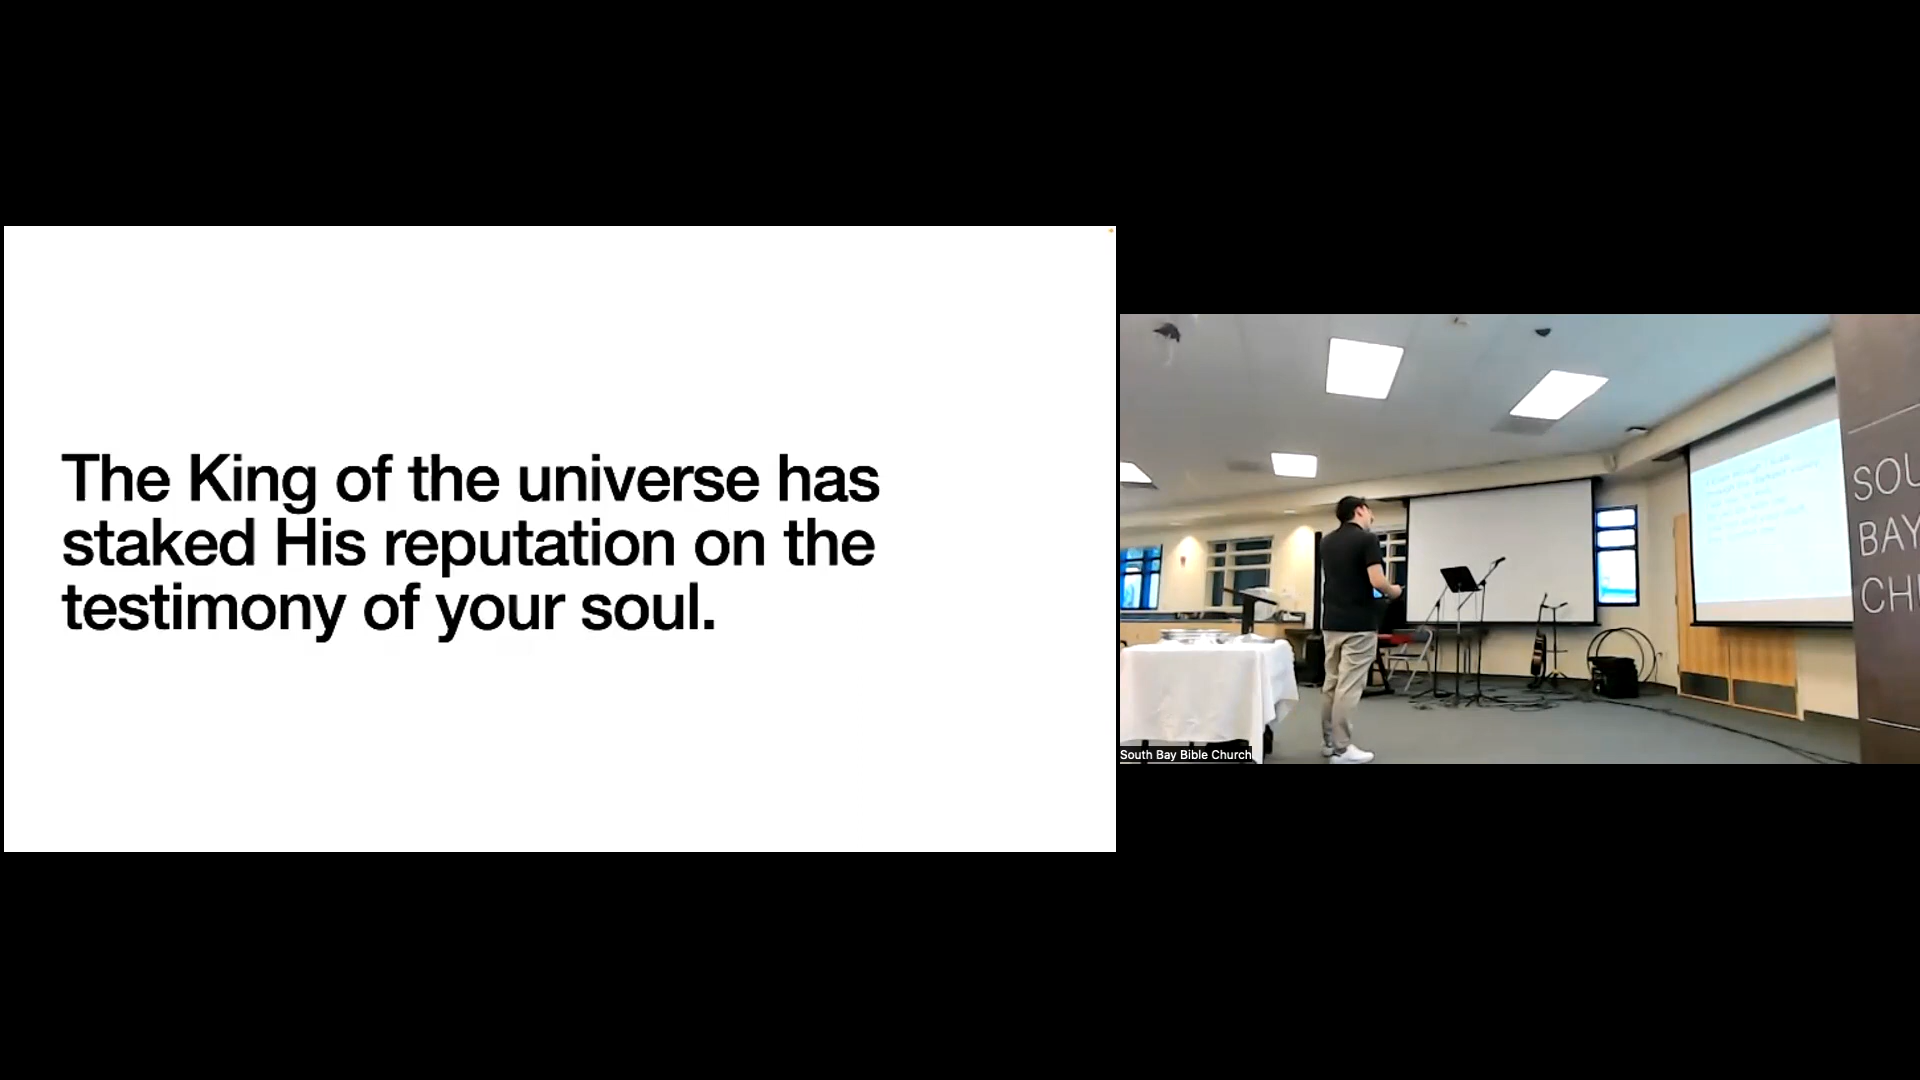 The King of the universe has
staked His reputation on the
testimony of your soul.
South Bay Bible Church
SOU
BAY
CH